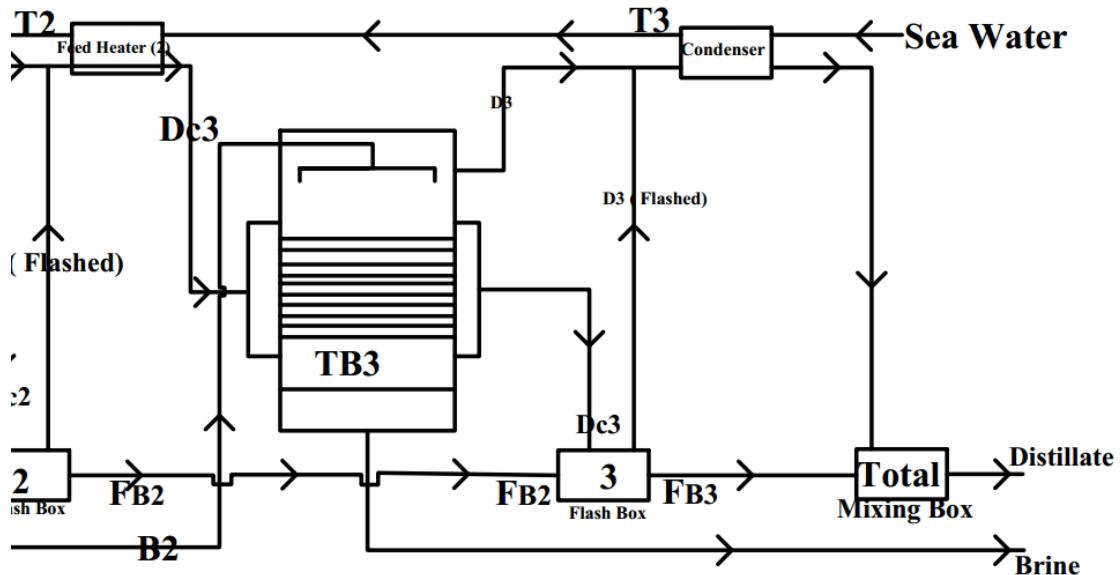 T2
T3
Feed Heater (2)
Condenser
Sea Water
D3
Dc3
D3 ( Flashed)
( Flashed)
TB3
c2
Dc3
2
3
Total
Distillate
FB2
FB2
FB3
ash Box
Flash Box
Mixing Box
B2
Brine